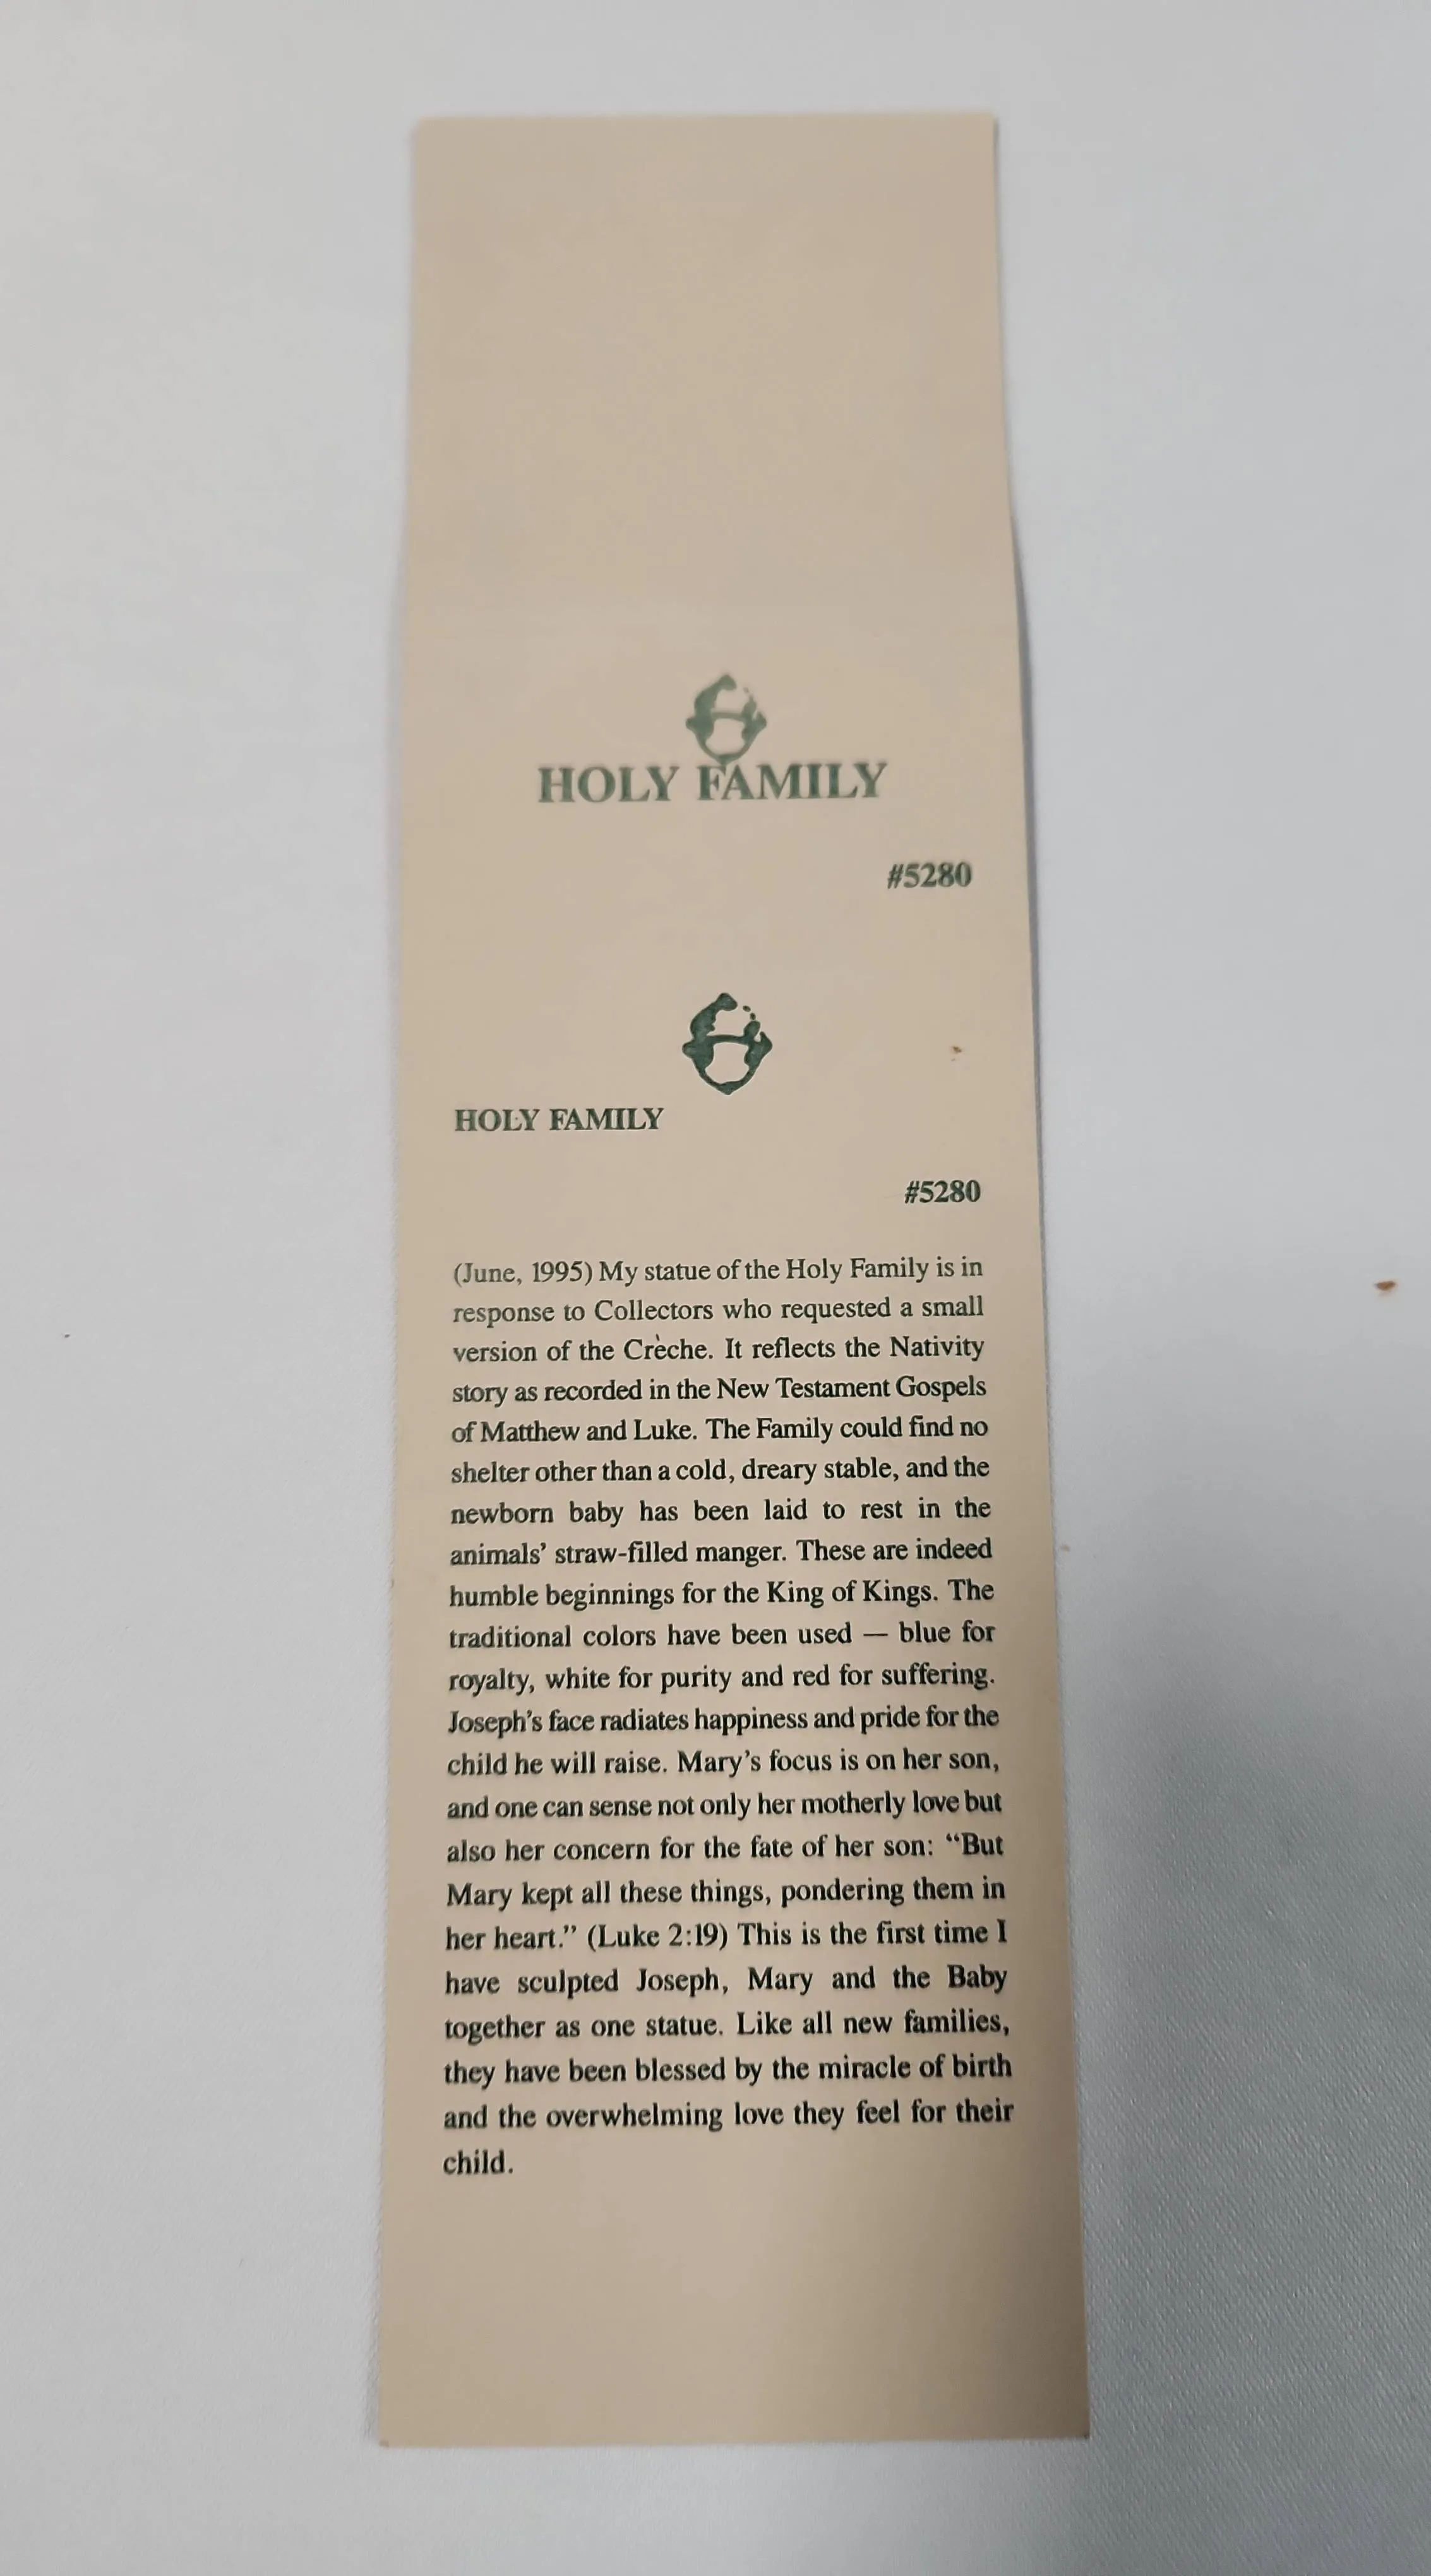 HOLY FAMILY
#5280
HOLY FAMILY
#5280
(June, 1995) My statue of the Holy Family is in
response to Collectors who requested a small
version of the Crèche. It reflects the Nativity
story as recorded in the New Testament Gospels
of Matthew and Luke. The Family could find no
shelter other than a cold, dreary stable, and the
newborn baby has been laid to rest in the
animals’ straw-filled manger. These are indeed
humble beginnings for the King of Kings. The
traditional colors have been used — blue for
royalty, white for purity and red for suffering.
Joseph’s face radiates happiness and pride for the
child he will raise. Mary’s focus is on her son,
and one can sense not only her motherly love but
also her concern for the fate of her son: “But
Mary kept all these things, pondering them in
her heart.” (Luke 2:19) This is the first time I
have sculpted Joseph, Mary and the Baby
together as one statue. Like all new families,
they have been blessed by the miracle of birth
and the overwhelming love they feel for their
child.